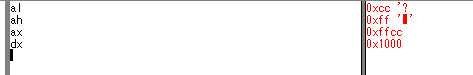 al 0xcc '?
ah 0xff '█'
ax 0xffcc
dx 0x1000